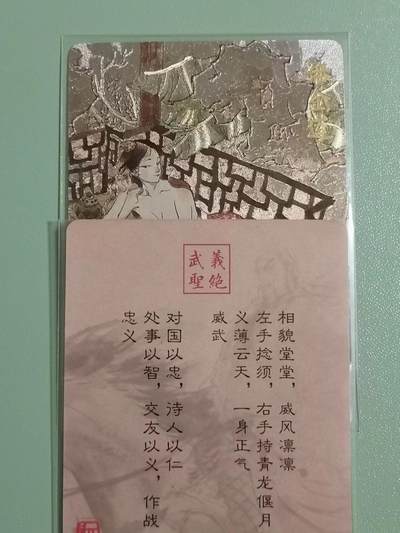 義絶
武聖
相貌堂堂，威风凛凛
左手捻须，右手持青龙偃月
义薄云天，一身正气
威武
对国以忠，诗人以仁
处事以智，交友以义，作战
忠义